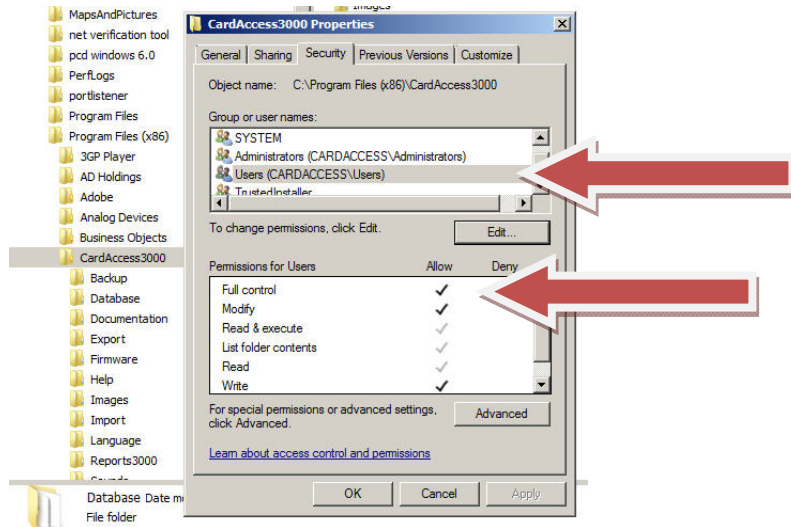 MapsAndPictures
net verification tool
pcd windows 6.0
PerfLogs
portlistener
Program Files
Program Files (x86)
3GP Player
AD Holdings
Adobe
Analog Devices
Business Objects
CardAccess3000
Backup
Database
Documentation
Export
Firmware
Help
Images
Import
Language
Reports3000
Sounds
Database Date
File folder
Images
CardAccess3000 Properties
General Sharing Security Previous Versions Customize
Object name: C:\Program Files (x86)\CardAccess3000
Group or user names:
SYSTEM
Administrators (CARDACCESS\Administrators)
Users (CARDACCESS\Users)
TrustedInstaller
To change permissions, click Edit. Edit...
Permissions for Users Allow Deny
Full control
Modify
Read & execute
List folder contents
Read
Write
For special permissions or advanced settings,
click Advanced. Advanced
Learn about access control and permissions
OK Cancel Apply